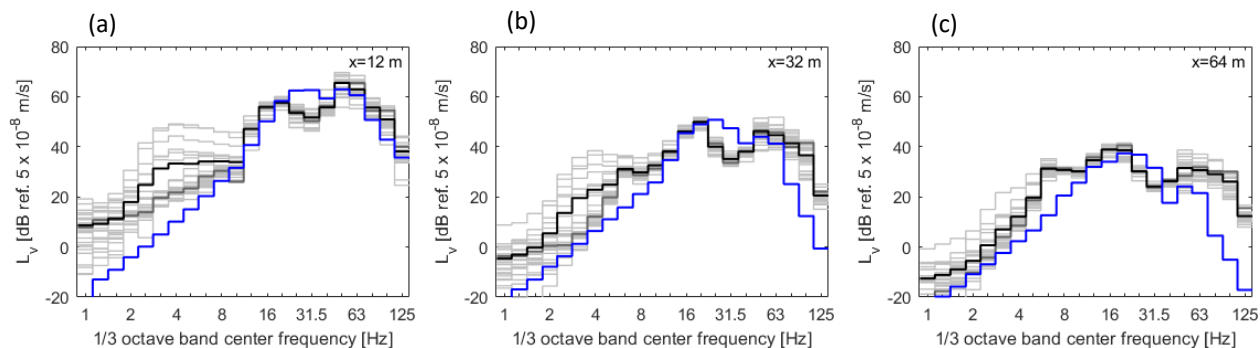 (a)
80
60
40
20
0
-20
L_v [dB ref. 5 x 10^-8 m/s]
x=12 m
1 2 4 8 16 31.5 63 125
1/3 octave band center frequency [Hz]
(b)
80
60
40
20
0
-20
L_v [dB ref. 5 x 10^-8 m/s]
x=32 m
1 2 4 8 16 31.5 63 125
1/3 octave band center frequency [Hz]
(c)
80
60
40
20
0
-20
L_v [dB ref. 5 x 10^-8 m/s]
x=64 m
1 2 4 8 16 31.5 63 125
1/3 octave band center frequency [Hz]